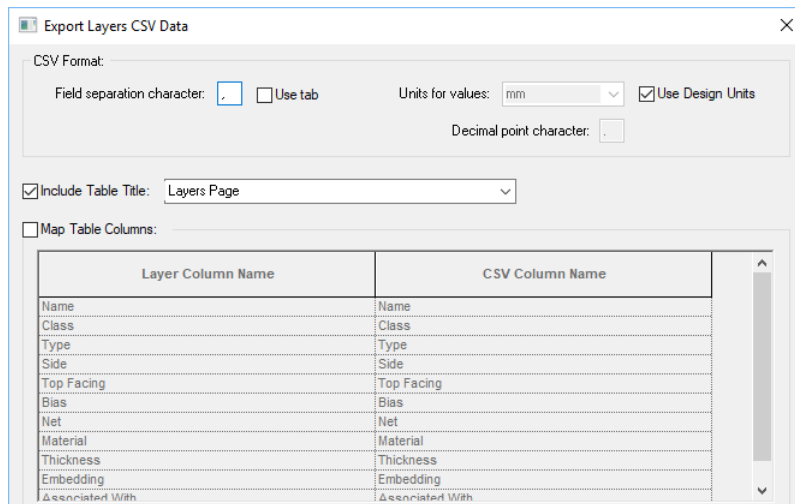 Export Layers CSV Data
CSV Format:
Field separation character: , Use tab Units for values: mm Use Design Units
Decimal point character: .
Include Table Title: Layers Page
Map Table Columns:
Layer Column Name CSV Column Name
Name Name
Class Class
Type Type
Side Side
Top Facing Top Facing
Bias Bias
Net Net
Material Material
Thickness Thickness
Embedding Embedding
Associated With Associated With